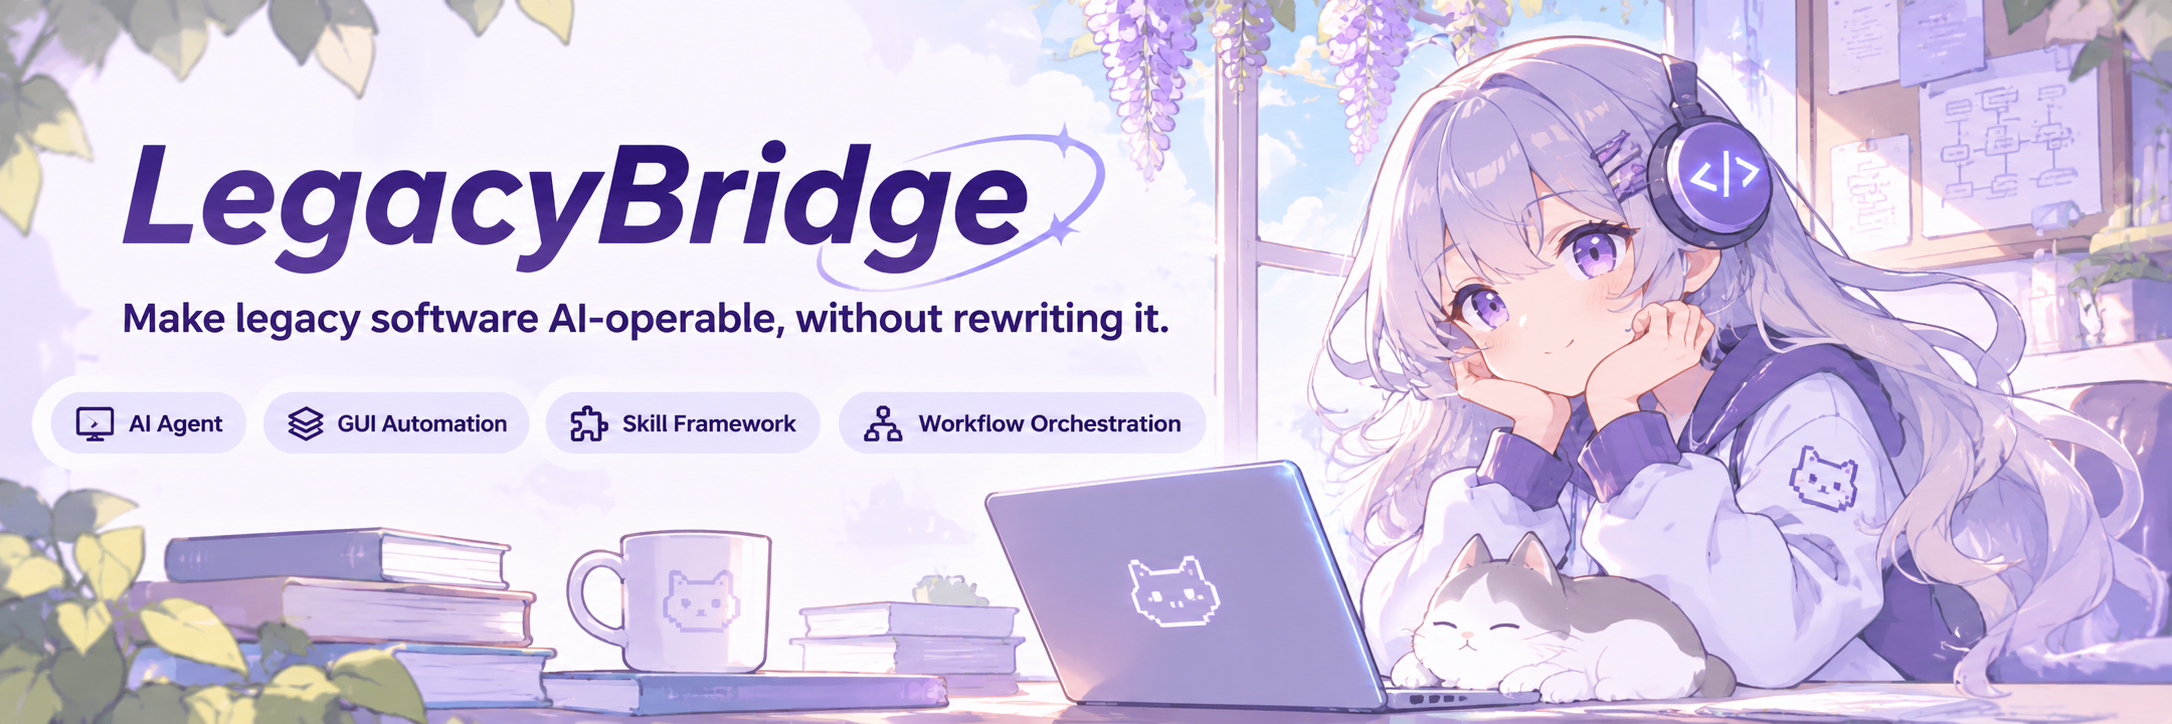 LegacyBridge
Make legacy software AI-operable, without rewriting it.
AI Agent
GUI Automation
Skill Framework
Workflow Orchestration
</>